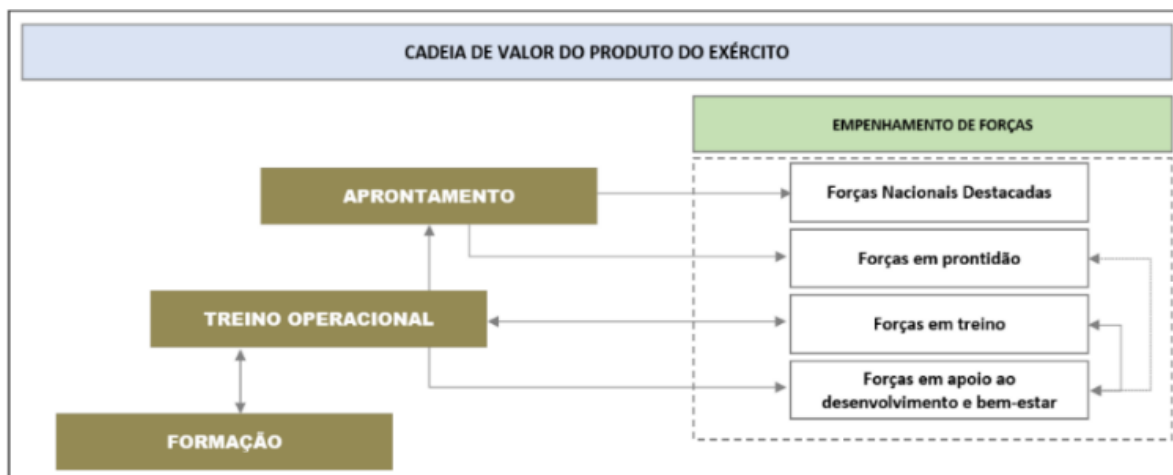 CADEIA DE VALOR DO PRODUTO DO EXÉRCITO
EMPENHAMENTO DE FORÇAS
APRONTAMENTO
Forças Nacionais Destacadas
Forças em prontidão
TREINO OPERACIONAL
Forças em treino
Forças em apoio ao
desenvolvimento e bem-estar
FORMAÇÃO